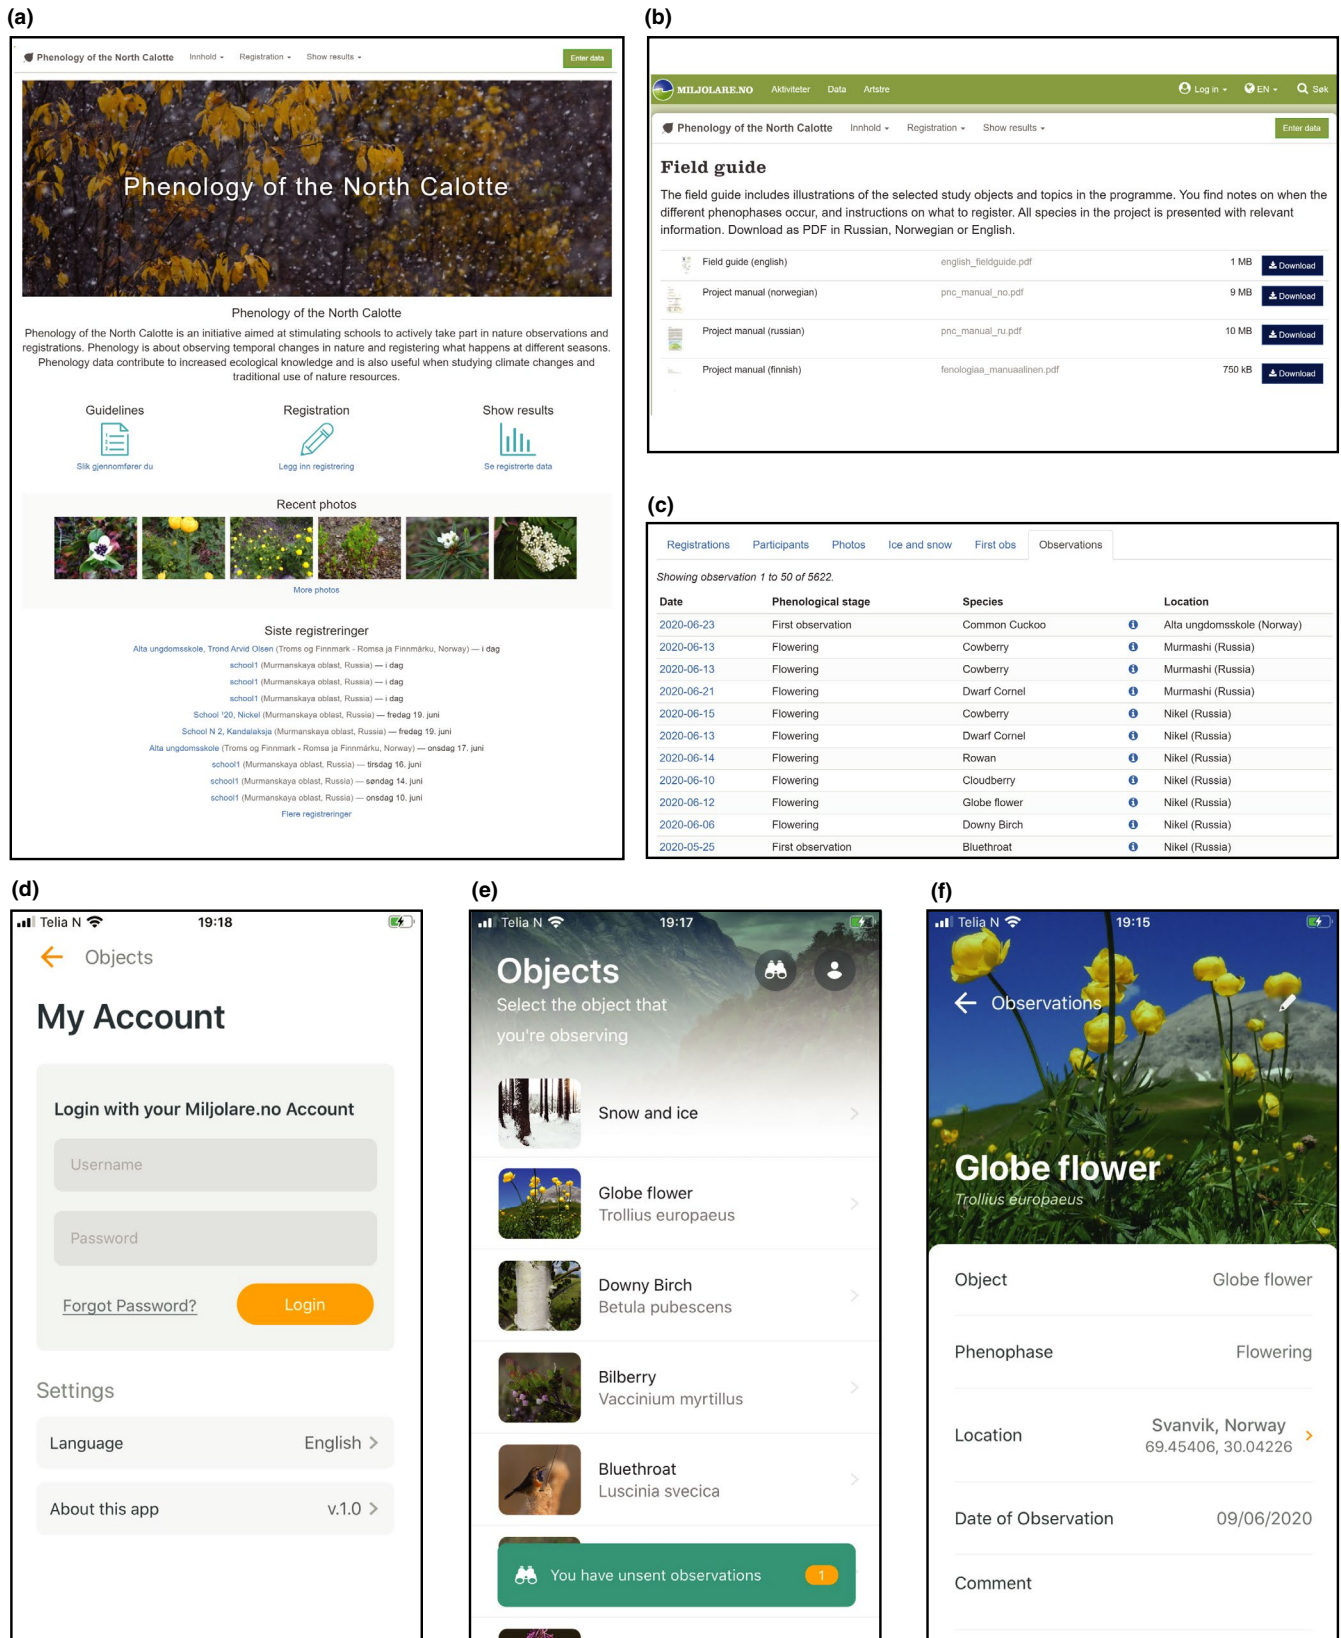 (a)
Phenology of the North Calotte Innhold Registration Show results Enter data
Phenology of the North Calotte
Phenology of the North Calotte
Phenology of the North Calotte is an initiative aimed at stimulating schools to actively take part in nature observations and
registrations. Phenology is about observing temporal changes in nature and registering what happens at different seasons.
Phenology data contribute to increased ecological knowledge and is also useful when studying climate changes and
traditional use of nature resources.
Guidelines Registration Show results
Slik gjennomfører du Legg inn registrering Se registrerte data
Recent photos
More photos
Siste registreringer
Alta ungdomsskole, Trond Arvid Olsen (Troms og Finnmark - Romsa ja Finnmárku, Norway) — i dag
school1 (Murmanskaya oblast, Russia) — i dag
school1 (Murmanskaya oblast, Russia) — i dag
school1 (Murmanskaya oblast, Russia) — i dag
School '20, Nickel (Murmanskaya oblast, Russia) — fredag 19. juni
School N 2, Kandalaksja (Murmanskaya oblast, Russia) — fredag 19. juni
Alta ungdomsskole (Troms og Finnmark - Romsa ja Finnmárku, Norway) — onsdag 17. juni
school1 (Murmanskaya oblast, Russia) — tirsdag 16. juni
school1 (Murmanskaya oblast, Russia) — søndag 14. juni
school1 (Murmanskaya oblast, Russia) — onsdag 10. juni
Flere registreringer
(b)
MILJOLARE.NO Aktiviteter Data Artstre Log in EN Søk
Phenology of the North Calotte Innhold Registration Show results Enter data
Field guide
The field guide includes illustrations of the selected study objects and topics in the programme. You find notes on when the
different phenophases occur, and instructions on what to register. All species in the project is presented with relevant
information. Download as PDF in Russian, Norwegian or English.
Field guide (english) english_fieldguide.pdf 1 MB Download
Project manual (norwegian) pnc_manual_no.pdf 9 MB Download
Project manual (russian) pnc_manual_ru.pdf 10 MB Download
Project manual (finnish) fenologiaa_manuaalinen.pdf 750 kB Download
(c)
Registrations Participants Photos Ice and snow First obs Observations
Showing observation 1 to 50 of 5622.
Date Phenological stage Species Location
2020-06-23 First observation Common Cuckoo Alta ungdomsskole (Norway)
2020-06-13 Flowering Cowberry Murmashi (Russia)
2020-06-13 Flowering Cowberry Murmashi (Russia)
2020-06-21 Flowering Dwarf Cornel Murmashi (Russia)
2020-06-15 Flowering Cowberry Nikel (Russia)
2020-06-13 Flowering Dwarf Cornel Nikel (Russia)
2020-06-14 Flowering Rowan Nikel (Russia)
2020-06-10 Flowering Cloudberry Nikel (Russia)
2020-06-12 Flowering Globe flower Nikel (Russia)
2020-06-06 Flowering Downy Birch Nikel (Russia)
2020-05-25 First observation Bluethroat Nikel (Russia)
(d)
Telia N 19:18
Objects
My Account
Login with your Miljolare.no Account
Username
Password
Forgot Password? Login
Settings
Language English
About this app v.1.0
(e)
Telia N 19:17
Objects
Select the object that
you're observing
Snow and ice
Globe flower
Trollius europaeus
Downy Birch
Betula pubescens
Bilberry
Vaccinium myrtillus
Bluethroat
Luscinia svecica
You have unsent observations 1
(f)
Telia N 19:15
Observations
Globe flower
Trollius europaeus
Object Globe flower
Phenophase Flowering
Location Svanvik, Norway
69.45406, 30.04226
Date of Observation 09/06/2020
Comment